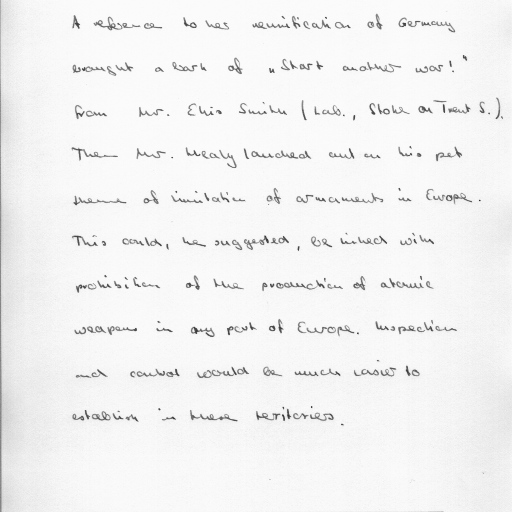 A reference to her reunification of Germany
brought a bark of "Start another war!"
from Mr. Ellis Smith (Lab., Stoke on Trent S.).
Then Mr. Healy lauched out on his pet
theme of limitation of armaments in Europe.
This could, he suggested, be linked with
prohibition of the production of atomic
weapons in any part of Europe. Inspection
and control would be much easier to
establish in these territories.